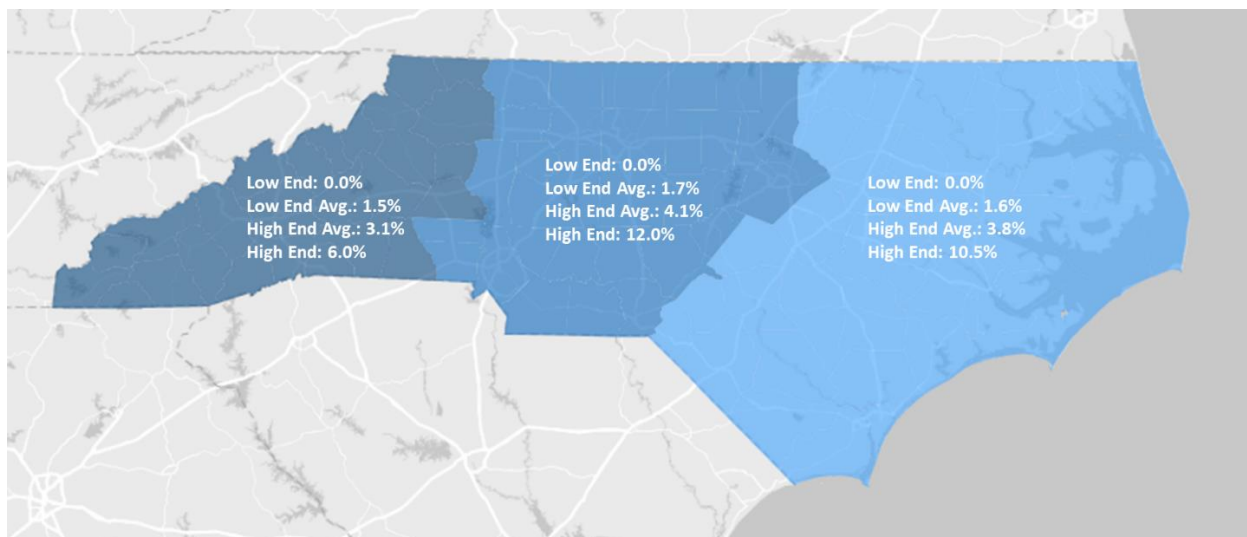 Low End: 0.0%
Low End Avg.: 1.5%
High End Avg.: 3.1%
High End: 6.0%
Low End: 0.0%
Low End Avg.: 1.7%
High End Avg.: 4.1%
High End: 12.0%
Low End: 0.0%
Low End Avg.: 1.6%
High End Avg.: 3.8%
High End: 10.5%